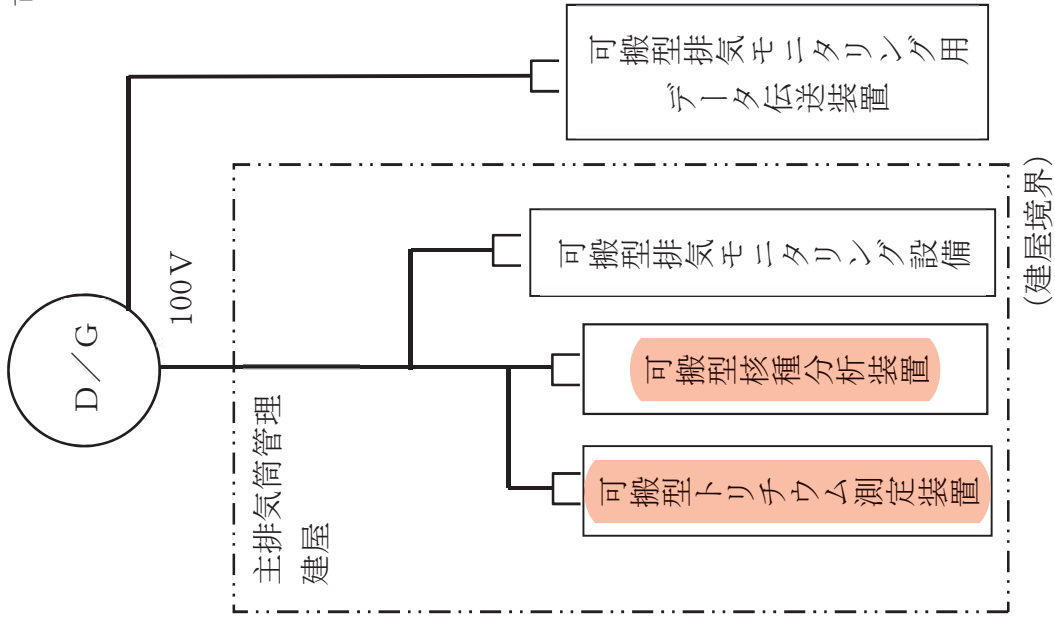 D／G
100V
主排気筒管理
建屋
可搬型排気モニタリング用
データ伝送装置
可搬型排気モニタリング設備
可搬型核種分析装置
可搬型トリチウム測定装置
(建屋境界)